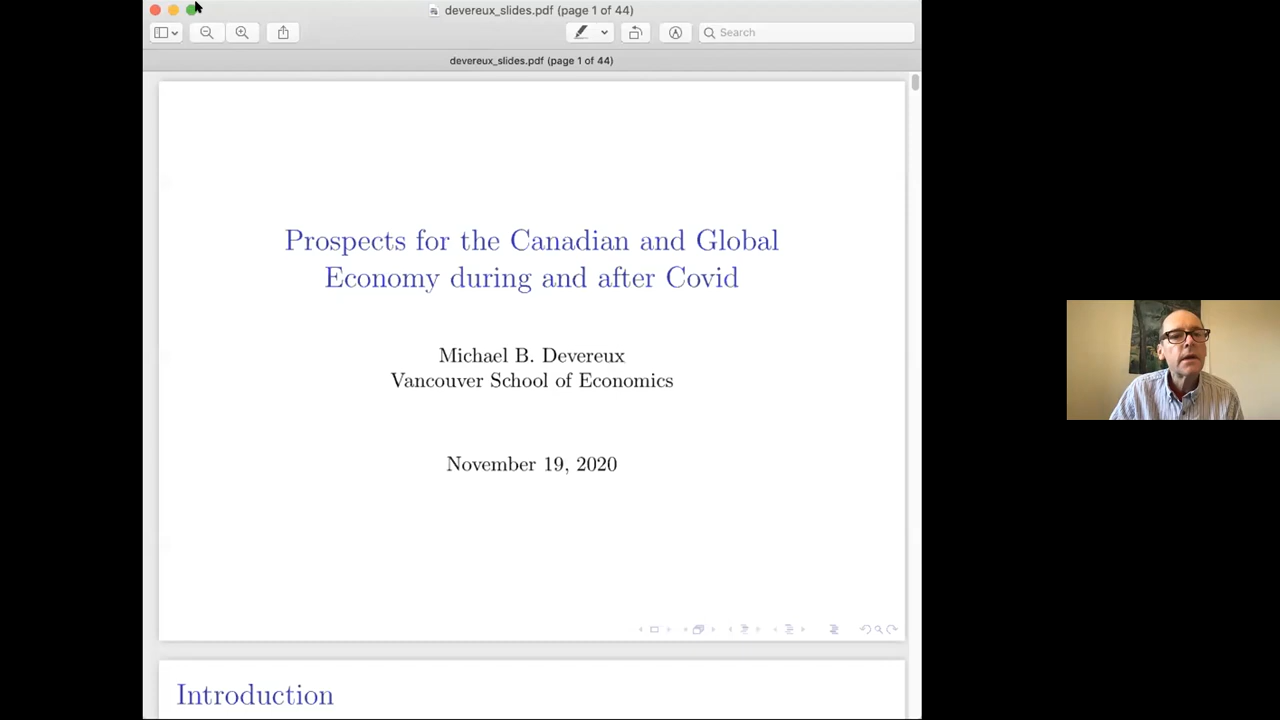 devereux_slides.pdf (page 1 of 44)
Search
devereux_slides.pdf (page 1 of 44)
Prospects for the Canadian and Global
Economy during and after Covid
Michael B. Devereux
Vancouver School of Economics
November 19, 2020
Introduction